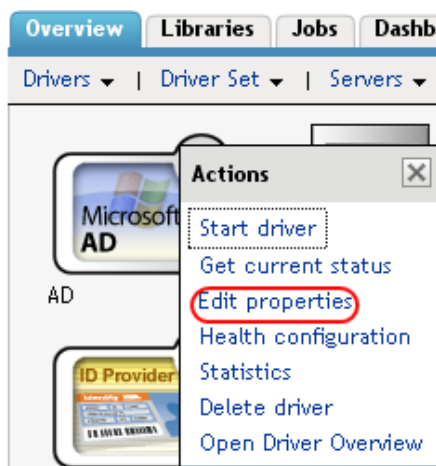 Overview Libraries Jobs Dashb
Drivers | Driver Set | Servers
Actions
Microsoft
AD
Start driver
Get current status
AD
Edit properties
Health configuration
ID Provider
Statistics
Identify
Delete driver
Open Driver Overview